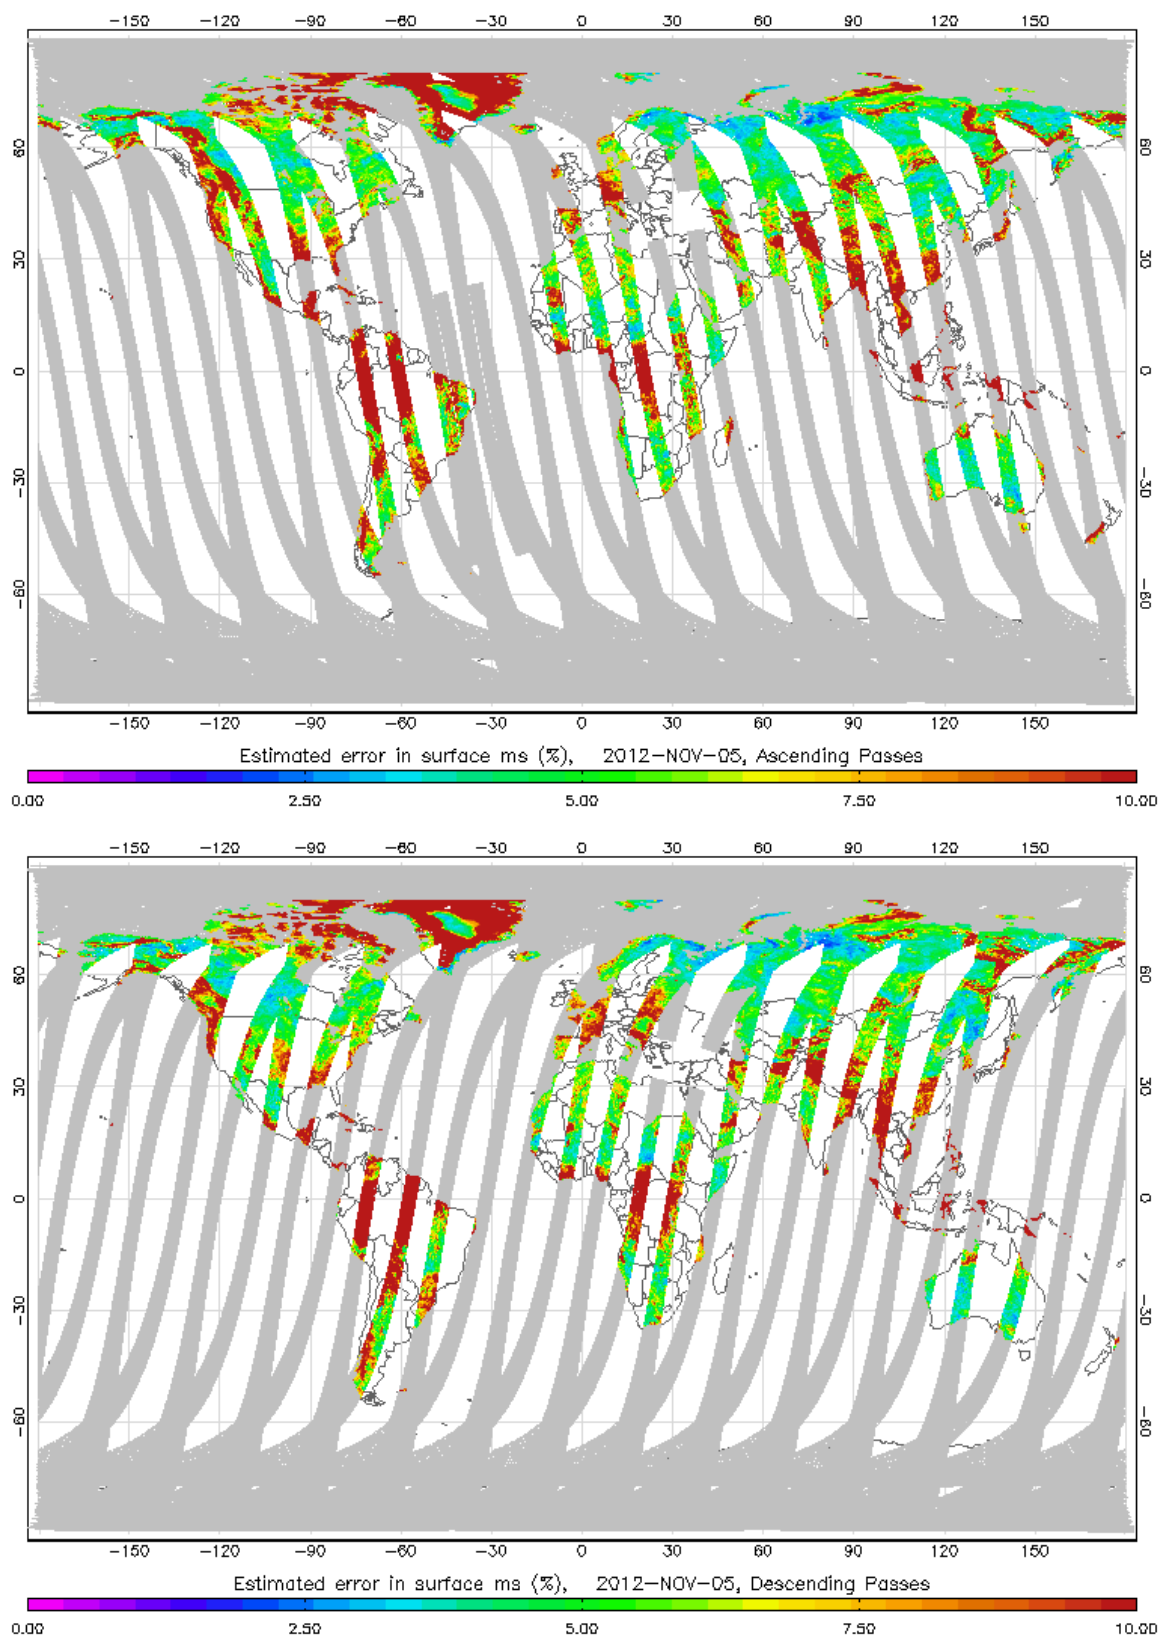 −150 −120 −90 −60 −30 0 30 60 90 120 150
60 60
30 30
0 0
−30 −30
−60 −60
−150 −120 −90 −60 −30 0 30 60 90 120 150
Estimated error in surface ms (%), 2012−NOV−05, Ascending Passes
0.00 2.50 5.00 7.50 10.00
−150 −120 −90 −60 −30 0 30 60 90 120 150
60 60
30 30
0 0
−30 −30
−60 −60
−150 −120 −90 −60 −30 0 30 60 90 120 150
Estimated error in surface ms (%), 2012−NOV−05, Descending Passes
0.00 2.50 5.00 7.50 10.00